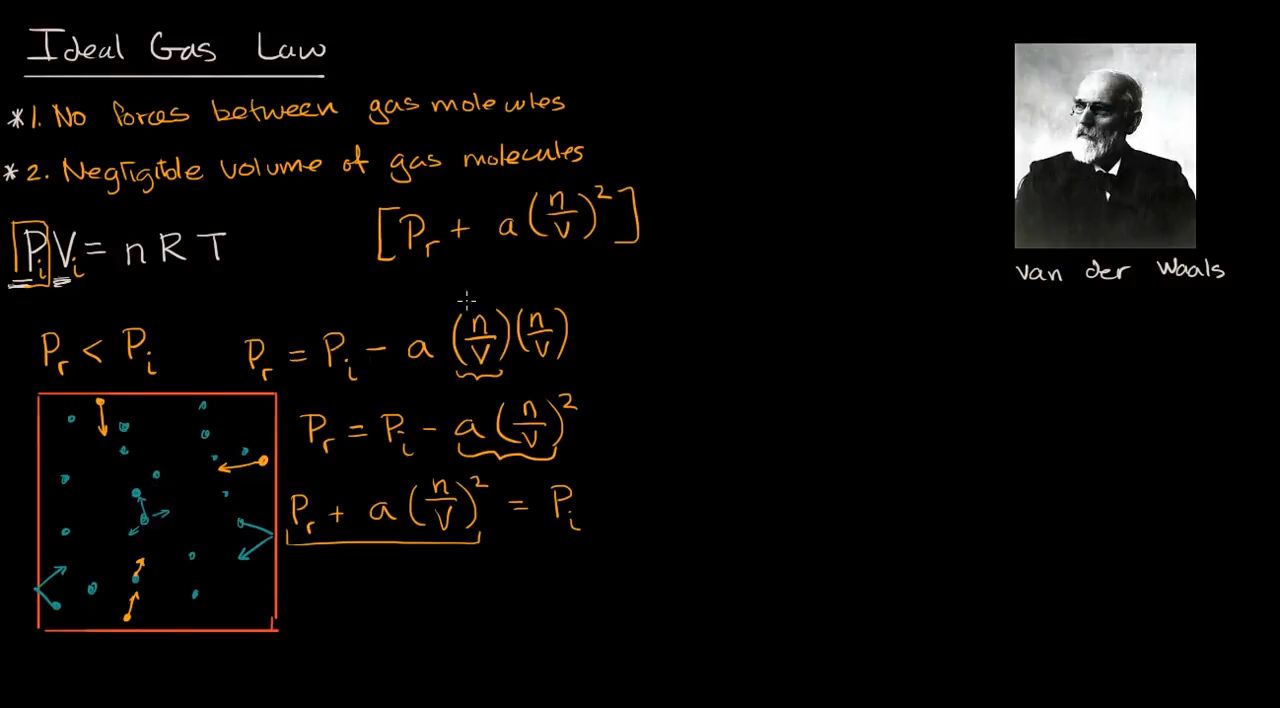 Ideal Gas Law
*1. No forces between gas molecules
*2. Negligible volume of gas molecules
PᵢVᵢ = nRT
[Pᵣ + a(n/V)²]
van der Waals
Pᵣ < Pᵢ
Pᵣ = Pᵢ − a(n/V)(n/V)
Pᵣ = Pᵢ − a(n/V)²
Pᵣ + a(n/V)² = Pᵢ